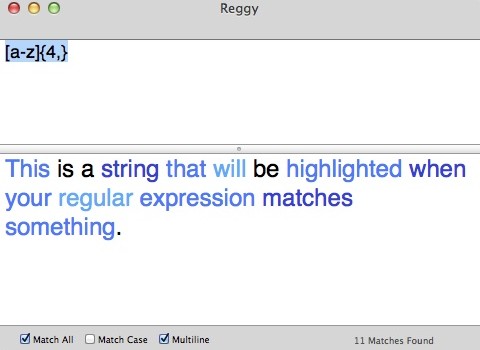 Reggy
[a-z]{4,}
This is a string that will be highlighted when
your regular expression matches
something.
Match All Match Case Multiline 11 Matches Found